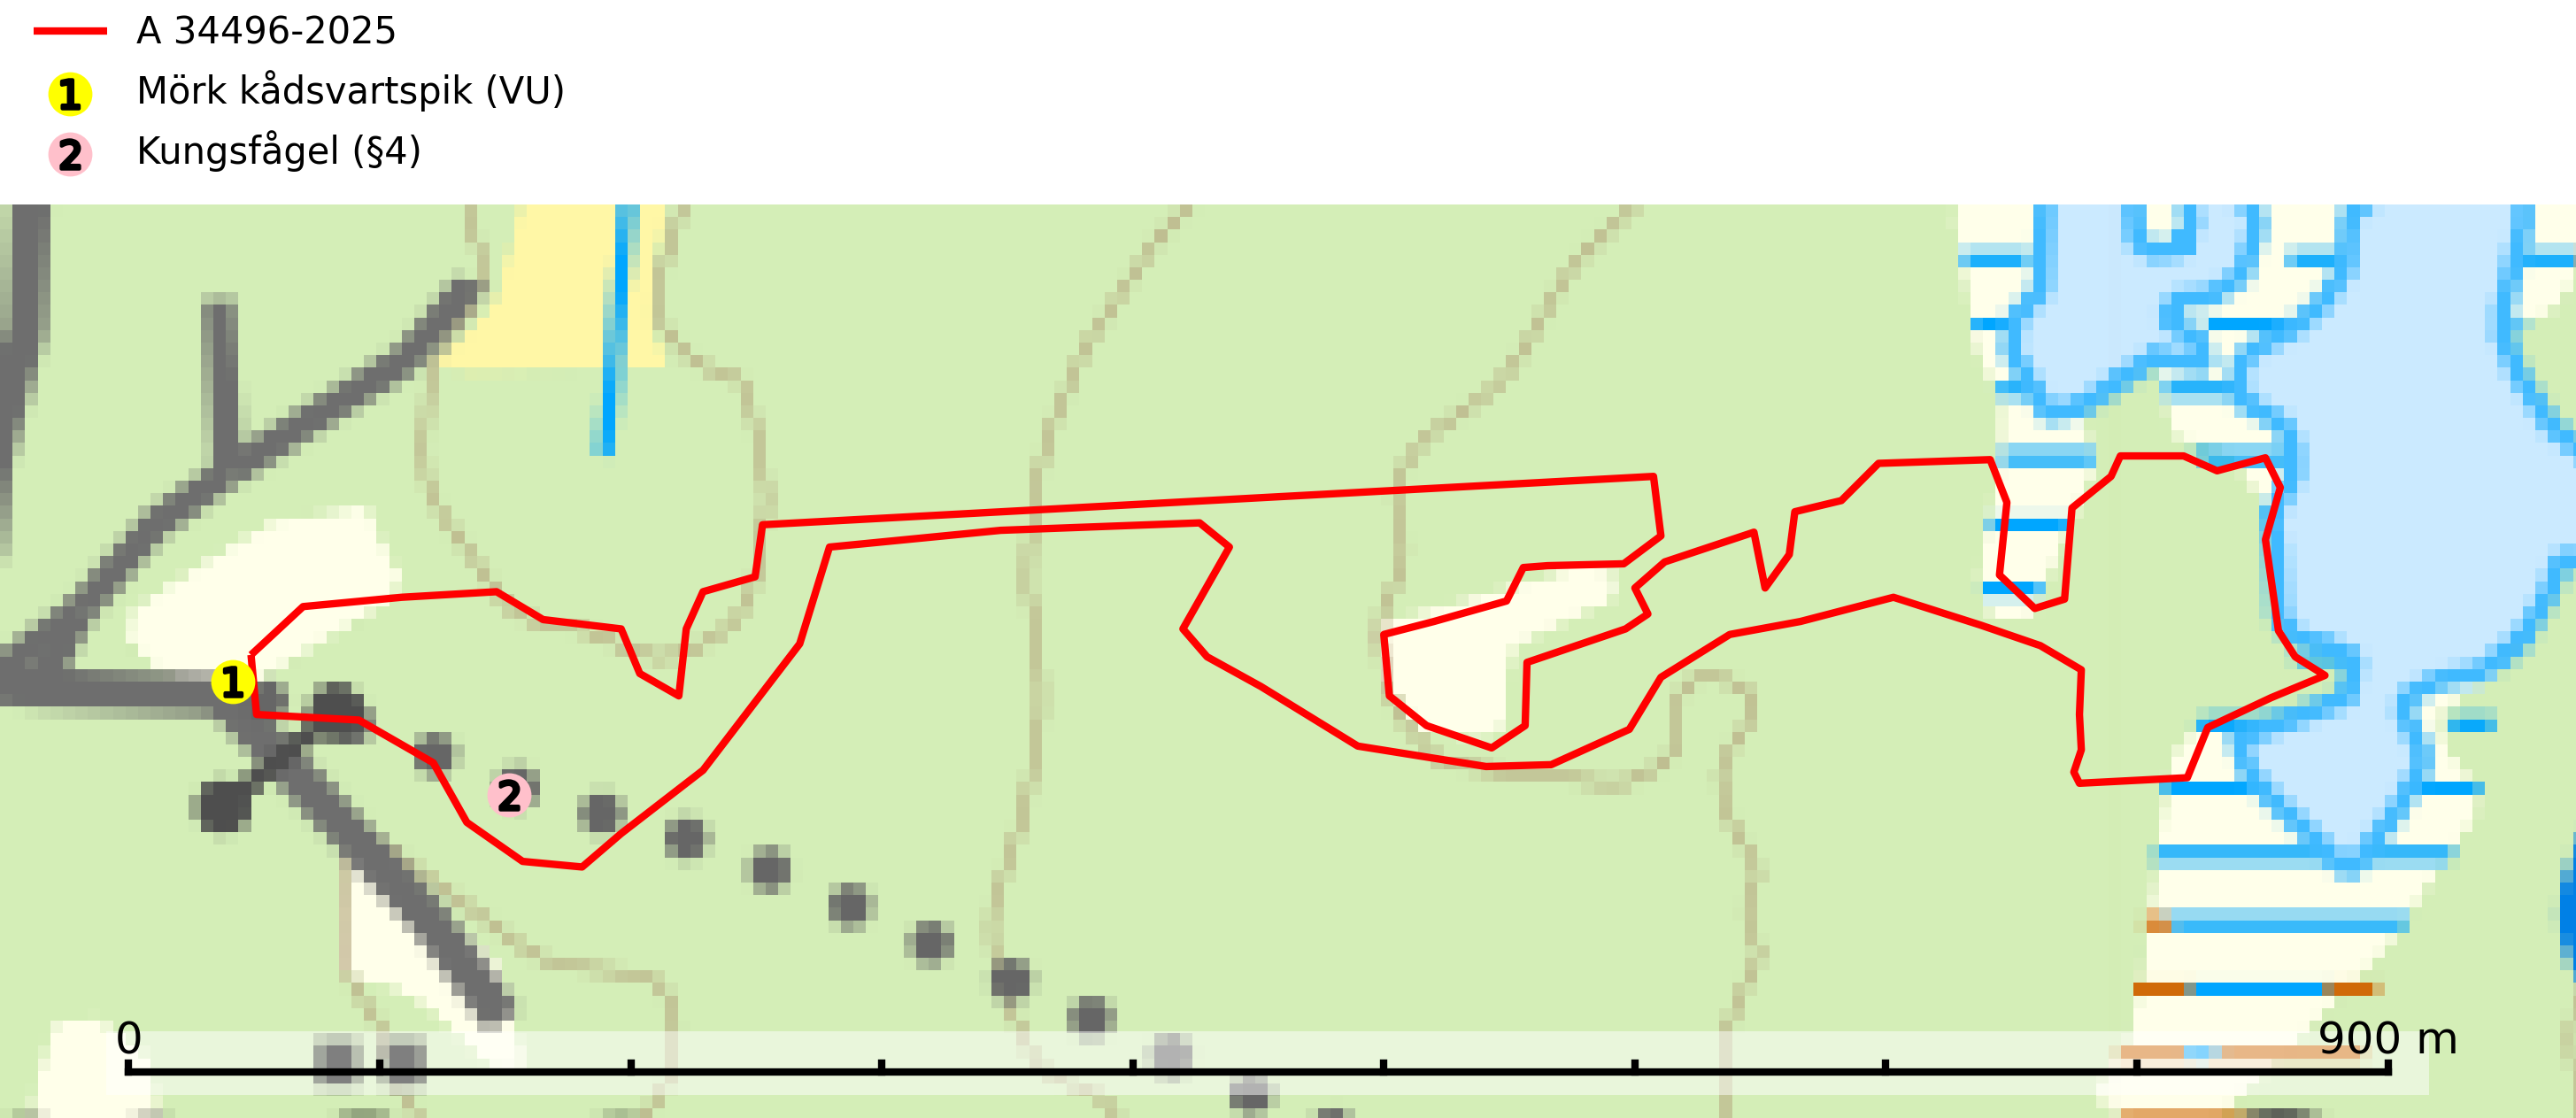 A 34496-2025
1 Mörk kådsvartspik (VU)
2 Kungsfågel (§4)
1
2
0 900 m